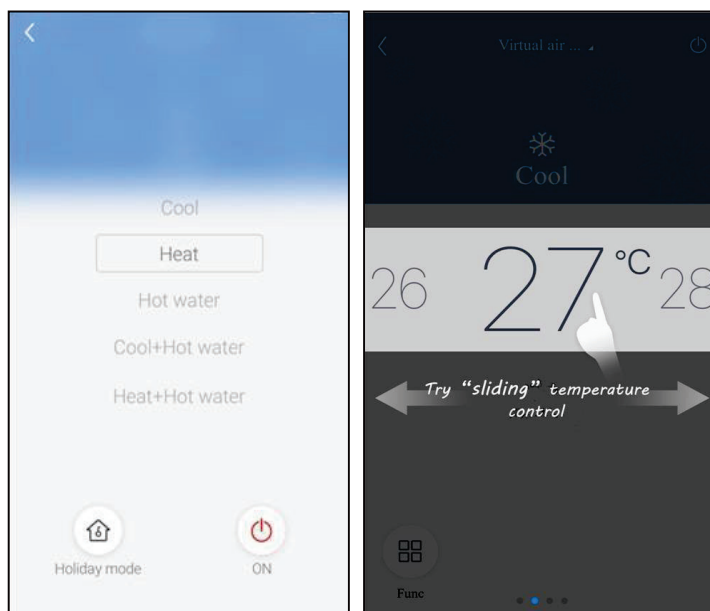 Cool
Heat
Hot water
Cool+Hot water
Heat+Hot water
Holiday mode
ON
Virtual air ...
Cool
26 27°C 28
Try “sliding” temperature
control
Func